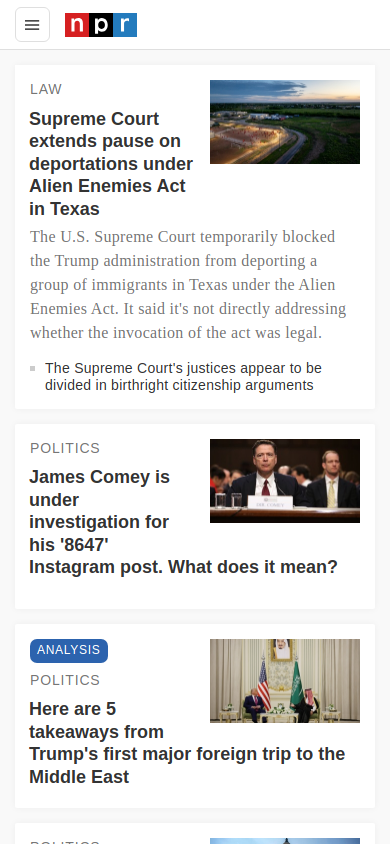 npr
LAW
Supreme Court
extends pause on
deportations under
Alien Enemies Act
in Texas
The U.S. Supreme Court temporarily blocked
the Trump administration from deporting a
group of immigrants in Texas under the Alien
Enemies Act. It said it's not directly addressing
whether the invocation of the act was legal.
The Supreme Court's justices appear to be
divided in birthright citizenship arguments
POLITICS
James Comey is
under
investigation for
his '8647'
Instagram post. What does it mean?
ANALYSIS
POLITICS
Here are 5
takeaways from
Trump's first major foreign trip to the
Middle East